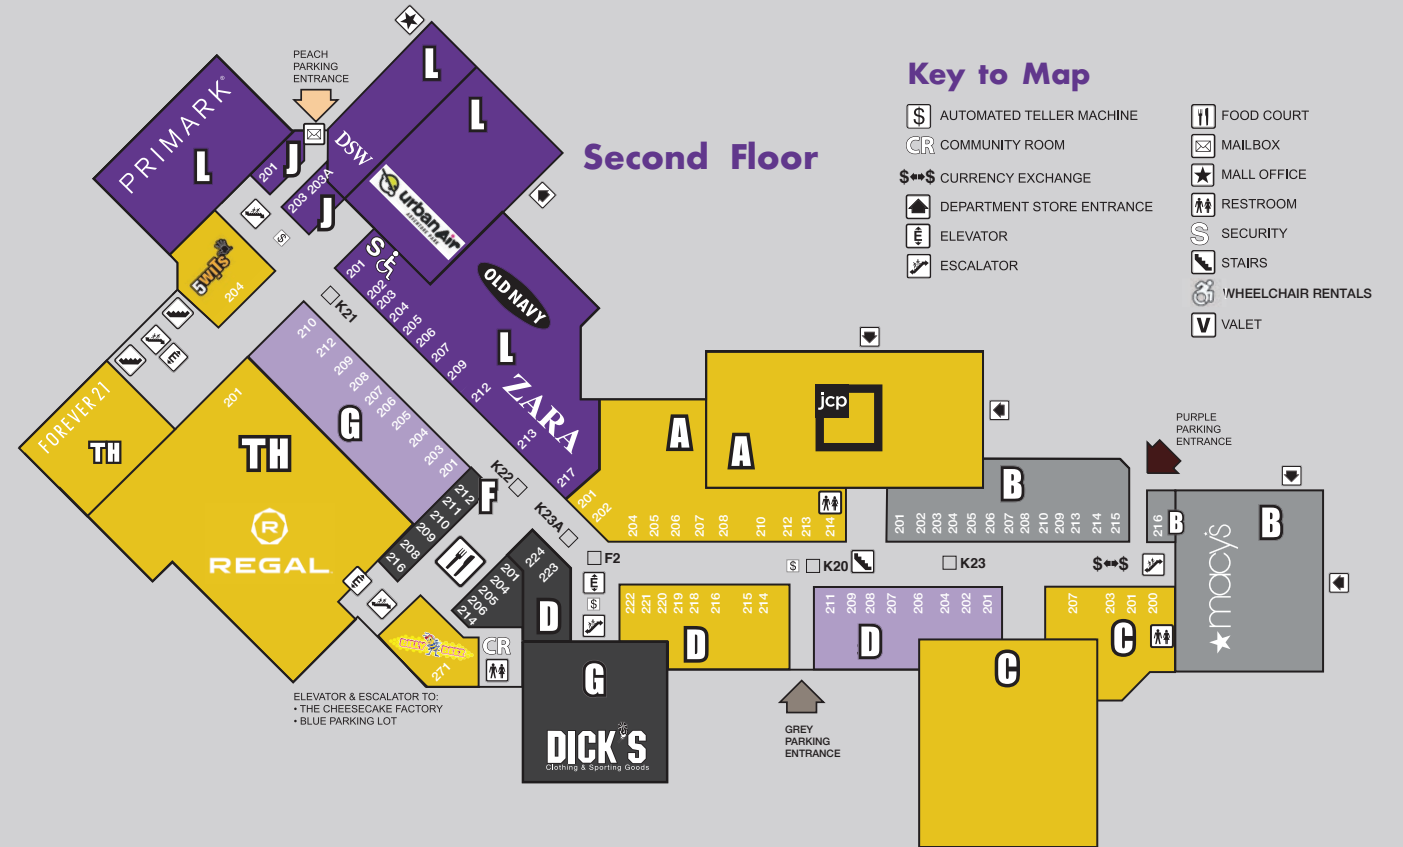 PEACH
PARKING
ENTRANCE
Key to Map
$ AUTOMATED TELLER MACHINE
CR COMMUNITY ROOM
$ $ CURRENCY EXCHANGE
DEPARTMENT STORE ENTRANCE
E ELEVATOR
ESCALATOR
FOOD COURT
MAILBOX
MALL OFFICE
RESTROOM
S SECURITY
STAIRS
WHEELCHAIR RENTALS
V VALET
Second Floor
PRIMARK®
L
201
J
203 203A
J
DSW
L
L
urbanAir
ADVENTURE PARK
5WITS
204
$
S
201
202
203
204
205
206
207
209
212
213
217
OLD NAVY
L
ZARA
K21
210
212
209
208
207
206
205
204
203
201
G
FOREVER 21
TH
201
TH
R
REGAL
F
212
211
210
209
208
216
K22
K23A
F2
201
204
205
206
214
224
223
D
E
$
CR
271
ELEVATOR & ESCALATOR TO:
• THE CHEESECAKE FACTORY
• BLUE PARKING LOT
G
DICK'S
Clothing & Sporting Goods
A
201
202
204
205
206
207
208
210
212
213
214
A
jcp
B
201
202
203
204
205
206
207
208
210
209
213
214
215
PURPLE
PARKING
ENTRANCE
216
B
B
macys
$ K20
K23
$ $
222
221
220
219
218
216
215
214
D
211
209
208
207
206
204
202
201
D
207
203
201
200
C
C
GREY
PARKING
ENTRANCE